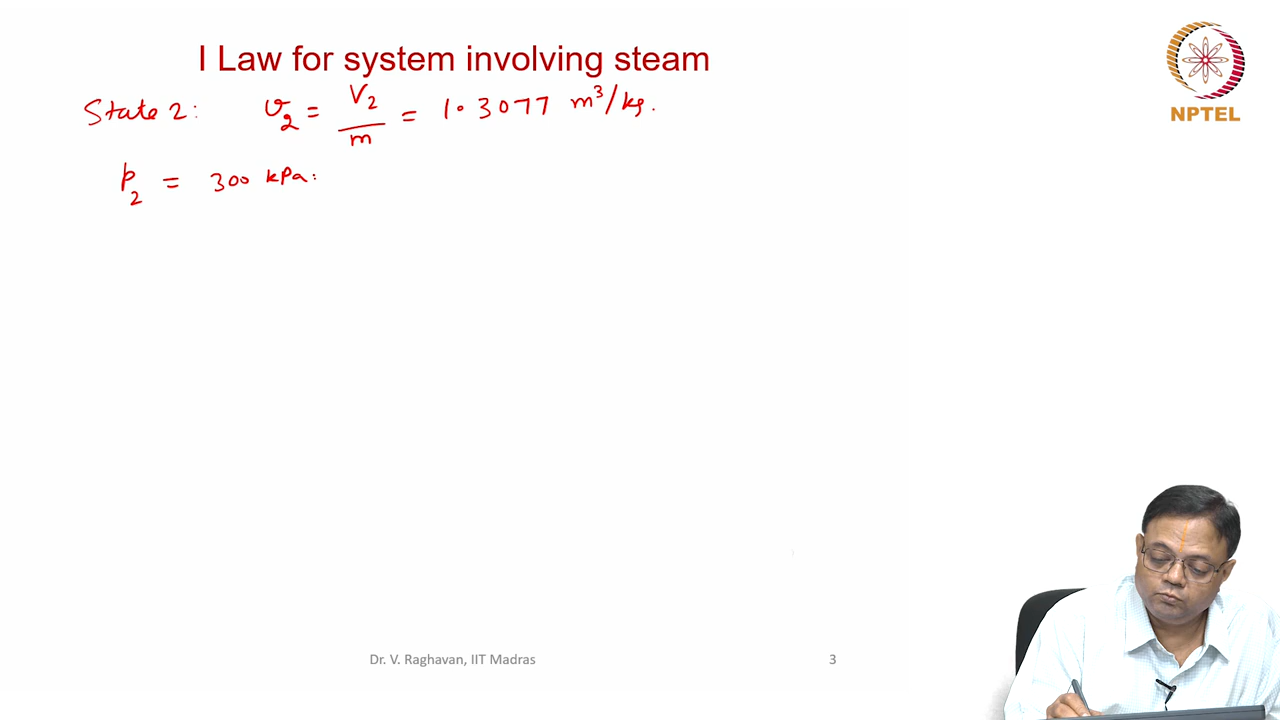 I Law for system involving steam
NPTEL
State 2: v₂ = V₂/m = 1.3077 m³/kg.
p₂ = 300 kPa.
Dr. V. Raghavan, IIT Madras
3